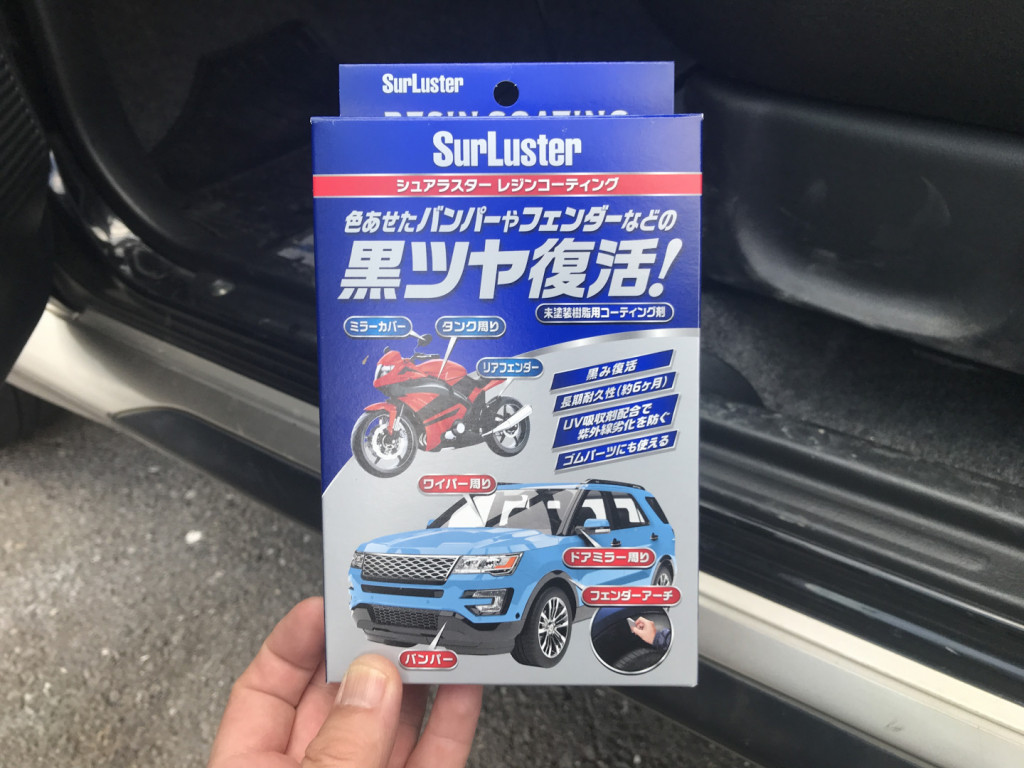 SurLuster
RESIN COATING
SurLuster
シュアラスター レジンコーティング
色あせたバンパーやフェンダーなどの
黒ツヤ復活!
未塗装樹脂用コーティング剤
ミラーカバー
タンク周り
リアフェンダー
黒み復活
長期耐久性(約6ヶ月)
UV吸収剤配合で
紫外線劣化を防ぐ
ゴムパーツにも使える
ワイパー周り
ドアミラー周り
フェンダーアーチ
バンパー